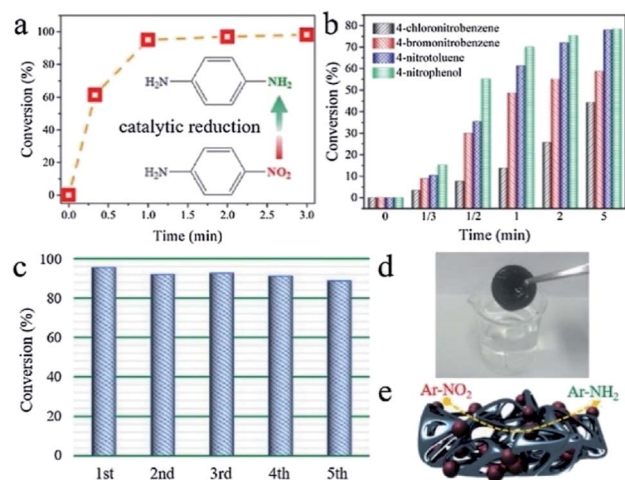 a
Conversion (%)
100
80
60
40
20
0
H₂N
NH₂
catalytic reduction
H₂N
NO₂
0.0 0.5 1.0 1.5 2.0 2.5 3.0
Time (min)
b
Conversion (%)
90
80
70
60
50
40
30
20
10
0
4-chloronitrobenzene
4-bromonitrobenzene
4-nitrotoluene
4-nitrophenol
0 1/3 1/2 1 2 5
Time (min)
c
Conversion (%)
100
80
60
40
20
0
1st 2nd 3rd 4th 5th
d
e
Ar-NO₂ Ar-NH₂